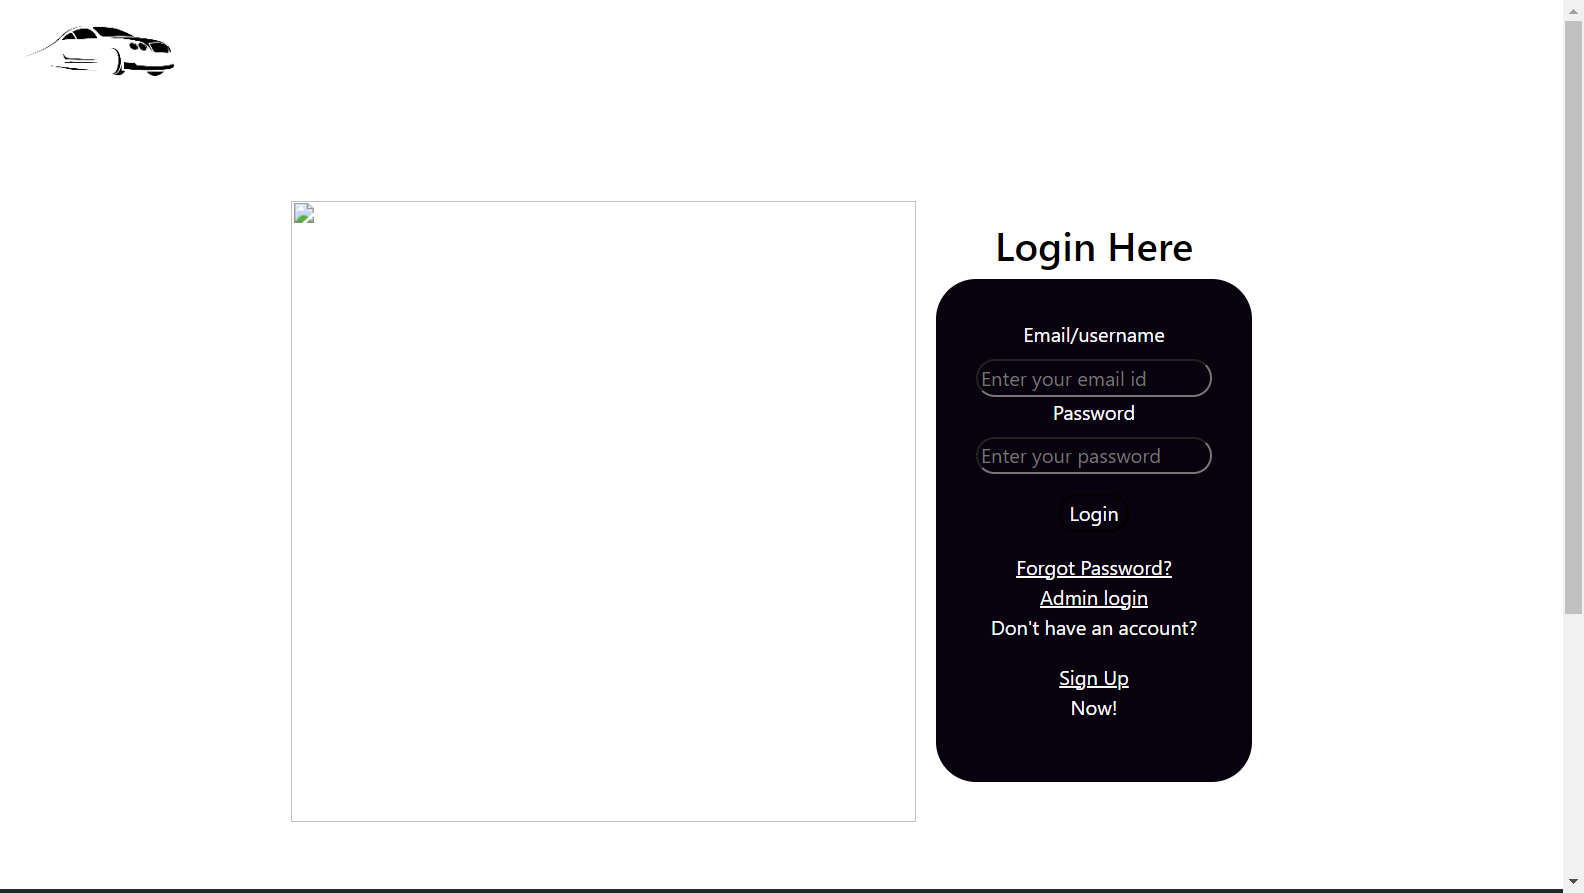 Login Here
Email/username
Enter your email id
Password
Enter your password
Login
Forgot Password?
Admin login
Don't have an account?
Sign Up
Now!